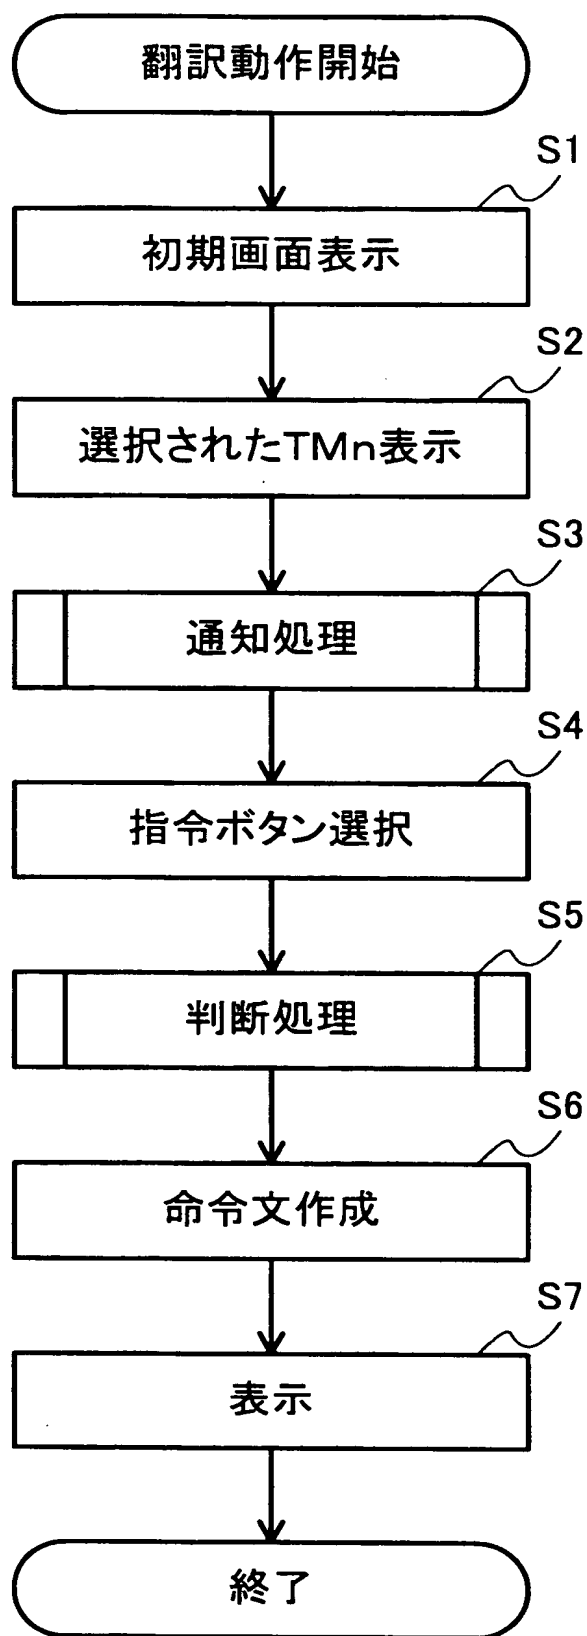 翻訳動作開始
S1
初期画面表示
S2
選択されたTMn表示
S3
通知処理
S4
指令ボタン選択
S5
判断処理
S6
命令文作成
S7
表示
終了